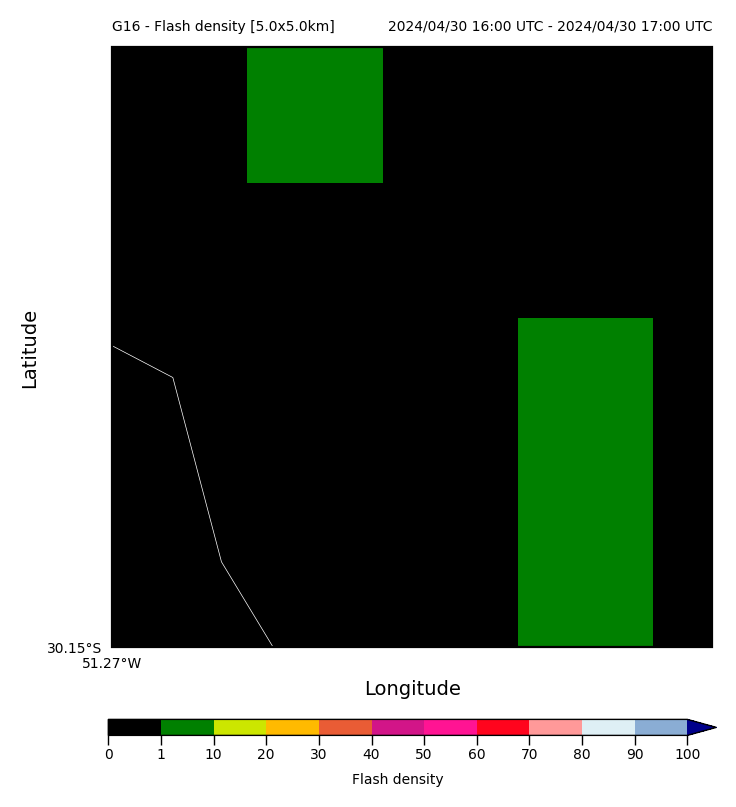 G16 - Flash density [5.0x5.0km] 2024/04/30 16:00 UTC - 2024/04/30 17:00 UTC
Latitude
30.15°S
51.27°W
Longitude
0 1 10 20 30 40 50 60 70 80 90 100
Flash density